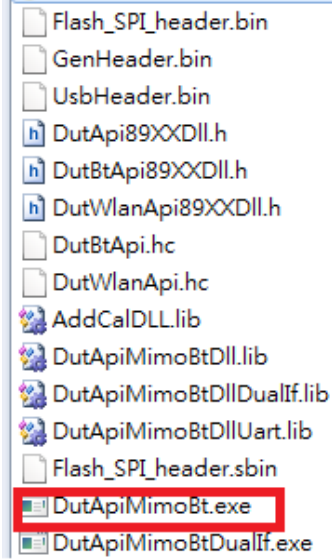 Flash_SPI_header.bin
GenHeader.bin
UsbHeader.bin
DutApi89XXDll.h
DutBtApi89XXDll.h
DutWlanApi89XXDll.h
DutBtApi.hc
DutWlanApi.hc
AddCalDLL.lib
DutApiMimoBtDll.lib
DutApiMimoBtDllDualIf.lib
DutApiMimoBtDllUart.lib
Flash_SPI_header.sbin
DutApiMimoBt.exe
DutApiMimoBtDualIf.exe